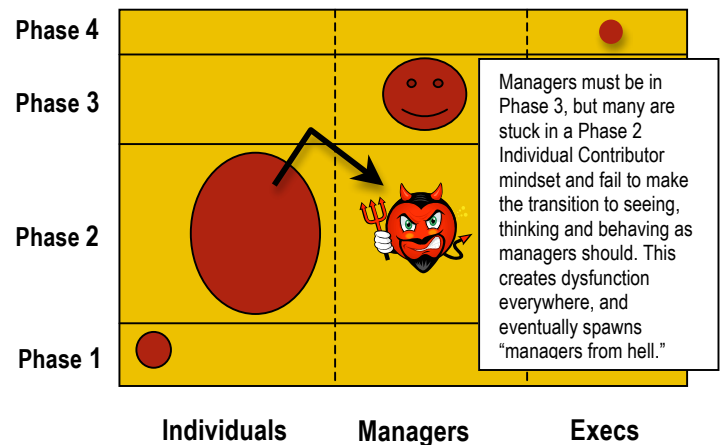 Phase 4
Phase 3
Phase 2
Phase 1
Managers must be in
Phase 3, but many are
stuck in a Phase 2
Individual Contributor
mindset and fail to make
the transition to seeing,
thinking and behaving as
managers should. This
creates dysfunction
everywhere, and
eventually spawns
“managers from hell.”
Individuals
Managers
Execs